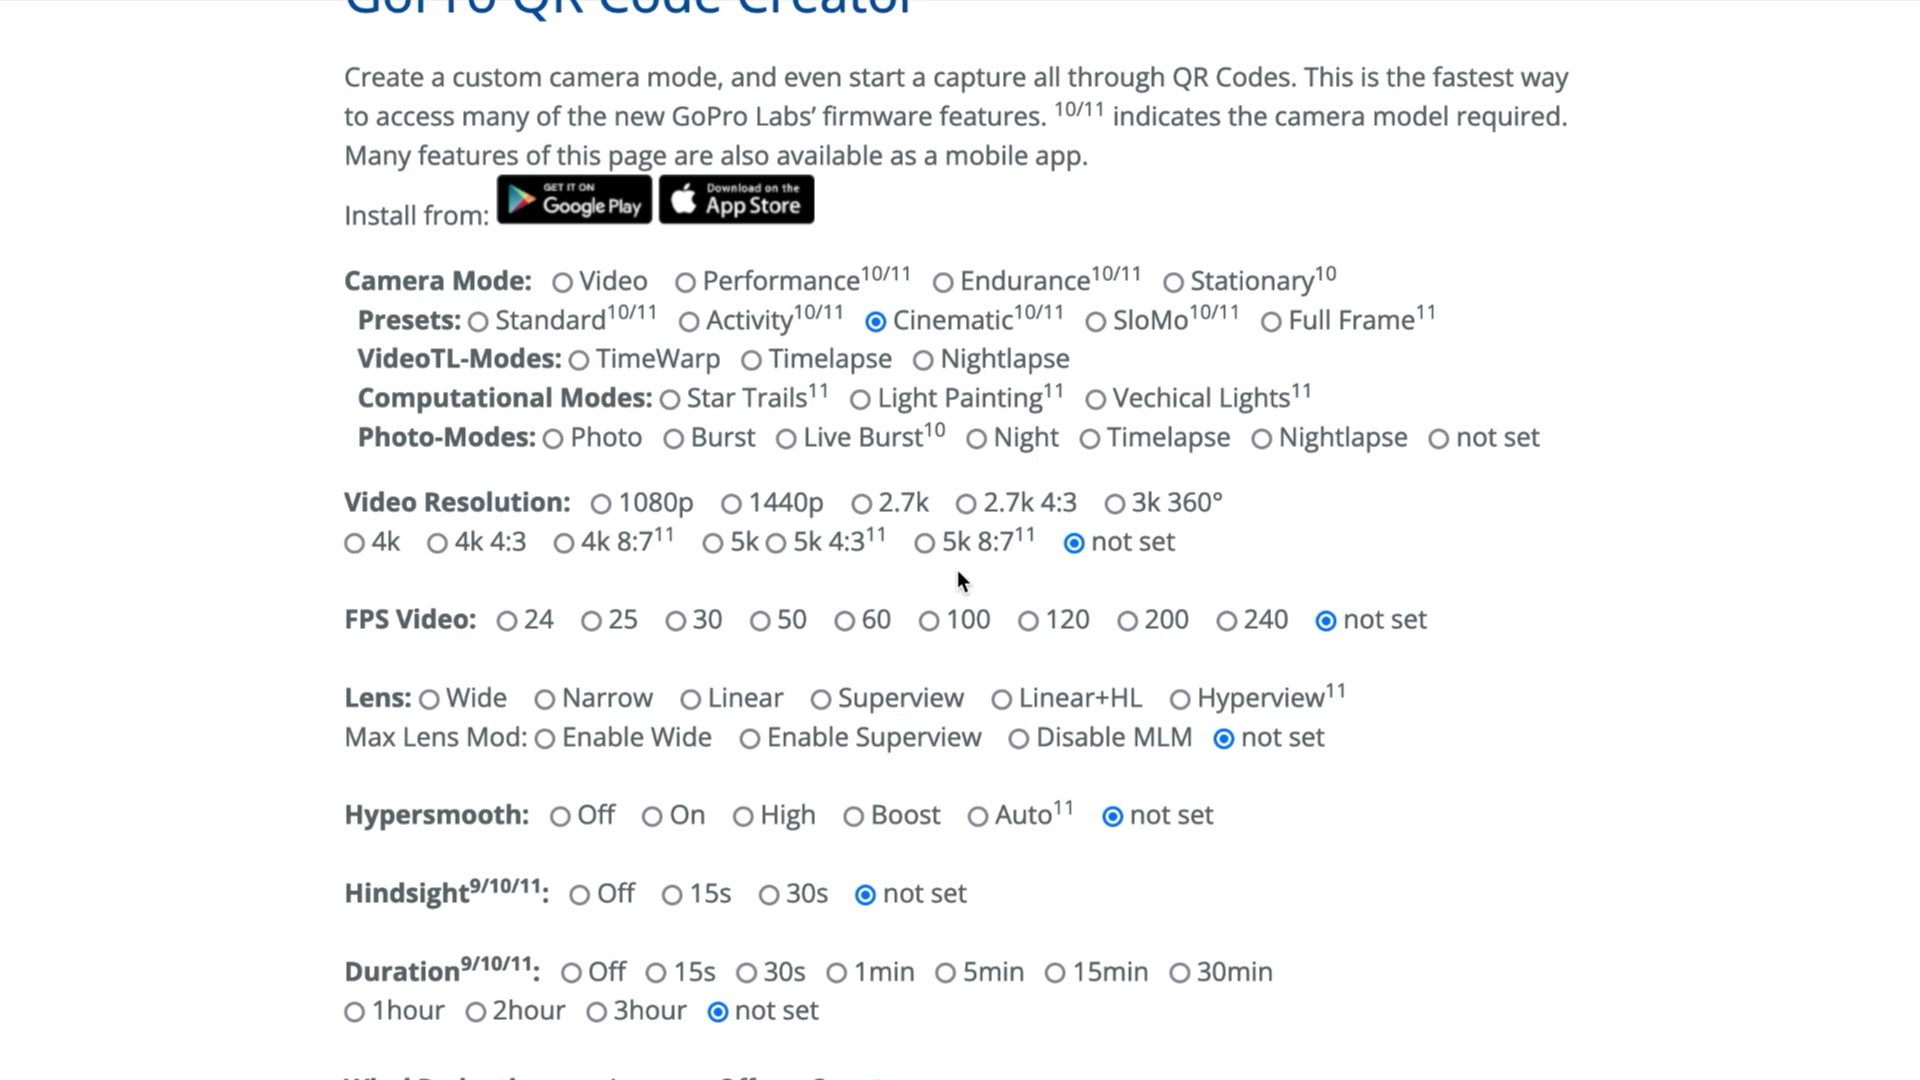 GoPro QR Code Creator
Create a custom camera mode, and even start a capture all through QR Codes. This is the fastest way
to access many of the new GoPro Labs’ firmware features. 10/11 indicates the camera model required.
Many features of this page are also available as a mobile app.
Install from: GET IT ON Google Play Download on the App Store
Camera Mode: Video Performance10/11 Endurance10/11 Stationary10
Presets: Standard10/11 Activity10/11 Cinematic10/11 SloMo10/11 Full Frame11
VideoTL-Modes: TimeWarp Timelapse Nightlapse
Computational Modes: Star Trails11 Light Painting11 Vechical Lights11
Photo-Modes: Photo Burst Live Burst10 Night Timelapse Nightlapse not set
Video Resolution: 1080p 1440p 2.7k 2.7k 4:3 3k 360°
4k 4k 4:3 4k 8:711 5k 5k 4:311 5k 8:711 not set
FPS Video: 24 25 30 50 60 100 120 200 240 not set
Lens: Wide Narrow Linear Superview Linear+HL Hyperview11
Max Lens Mod: Enable Wide Enable Superview Disable MLM not set
Hypersmooth: Off On High Boost Auto11 not set
Hindsight9/10/11: Off 15s 30s not set
Duration9/10/11: Off 15s 30s 1min 5min 15min 30min
1hour 2hour 3hour not set